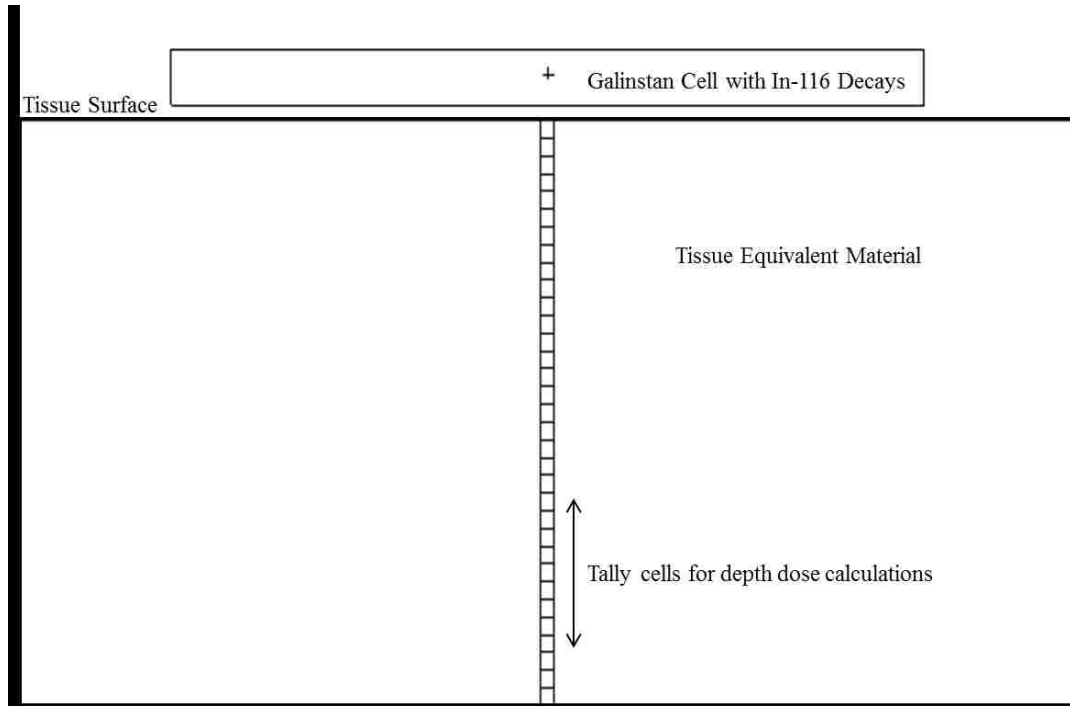 Galinstan Cell with In-116 Decays
Tissue Surface
Tissue Equivalent Material
Tally cells for depth dose calculations